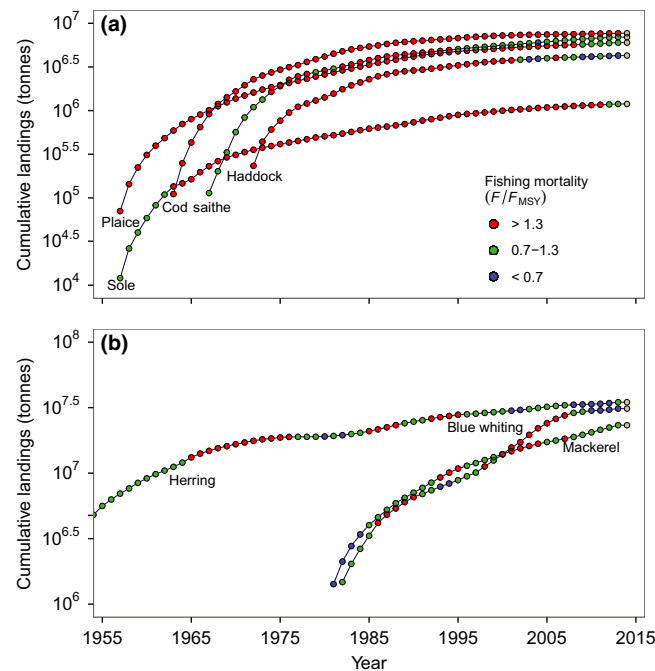 (a)
Cumulative landings (tonnes)
10^7
10^6.5
10^6
10^5.5
10^5
10^4.5
10^4
Plaice
Sole
Cod saithe
Haddock
Fishing mortality
(F/F_MSY)
> 1.3
0.7–1.3
< 0.7
(b)
Cumulative landings (tonnes)
10^8
10^7.5
10^7
10^6.5
10^6
Herring
Blue whiting
Mackerel
1955 1965 1975 1985 1995 2005 2015
Year